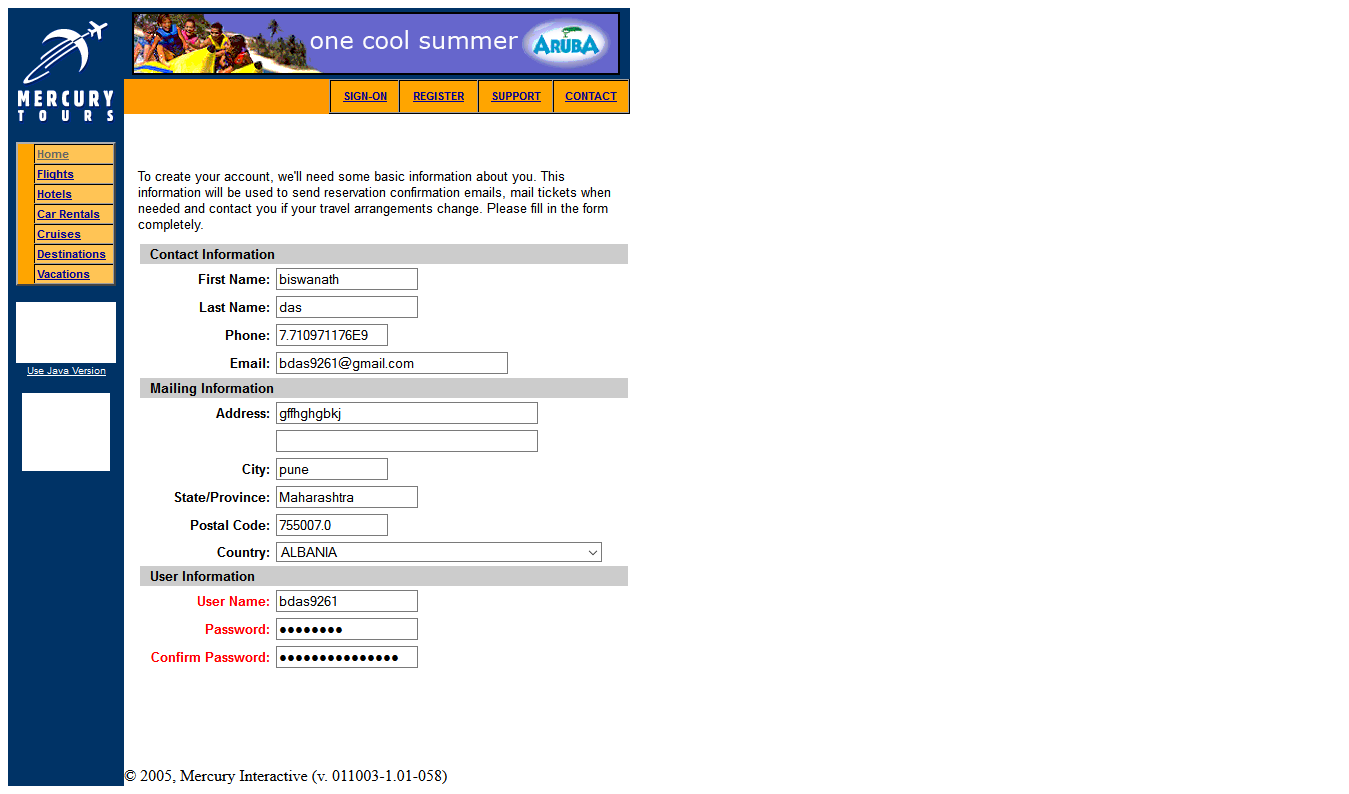 one cool summer ARUBA
MERCURY
TOURS
SIGN-ON REGISTER SUPPORT CONTACT
Home
Flights
Hotels
Car Rentals
Cruises
Destinations
Vacations
Use Java Version
To create your account, we'll need some basic information about you. This
information will be used to send reservation confirmation emails, mail tickets when
needed and contact you if your travel arrangements change. Please fill in the form
completely.
Contact Information
First Name: biswanath
Last Name: das
Phone: 7.710971176E9
Email: bdas9261@gmail.com
Mailing Information
Address: gffhghgbkj
City: pune
State/Province: Maharashtra
Postal Code: 755007.0
Country: ALBANIA
User Information
User Name: bdas9261
Password: ●●●●●●●●
Confirm Password: ●●●●●●●●●●●●●●●
© 2005, Mercury Interactive (v. 011003-1.01-058)